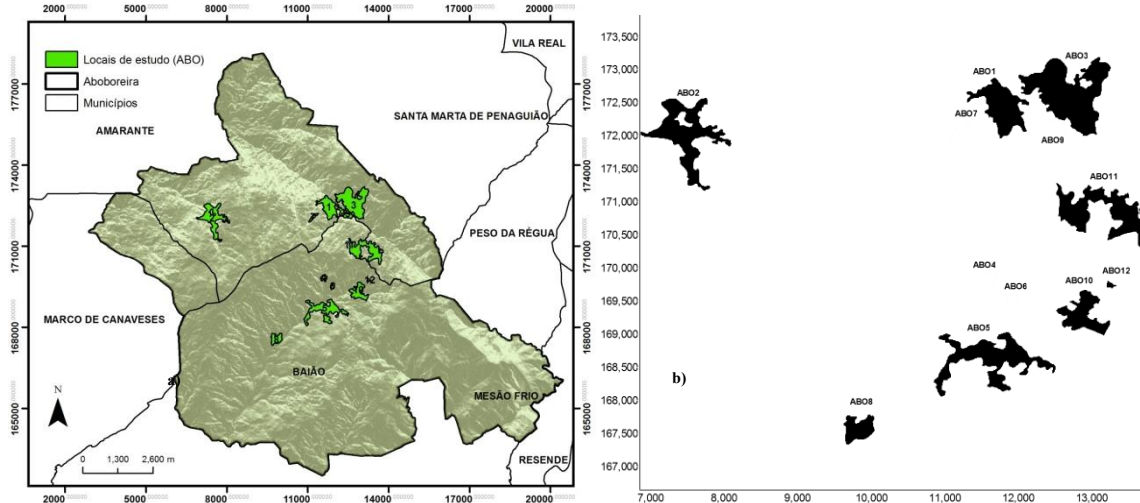 2000 5000 8000 11000 14000 17000 20000
Locais de estudo (ABO)
Aboboreira
Municípios
VILA REAL
SANTA MARTA DE PENAGUIÃO
AMARANTE
PESO DA RÉGUA
MARCO DE CANAVESES
BAIÃO
MESÃO FRIO
RESENDE
1
3
6
12
N
0 1,300 2,600 m
177000
174000
171000
168000
165000
177000
174000
171000
168000
165000
2000 5000 8000 11000 14000 17000 20000
173,500
173,000
172,500
172,000
171,500
171,000
170,500
170,000
169,500
169,000
168,500
168,000
167,500
167,000
ABO2
ABO1
ABO3
ABO7
ABO9
ABO11
ABO4
ABO6
ABO12
ABO10
ABO5
ABO8
b)
7,000 8,000 9,000 10,000 11,000 12,000 13,000